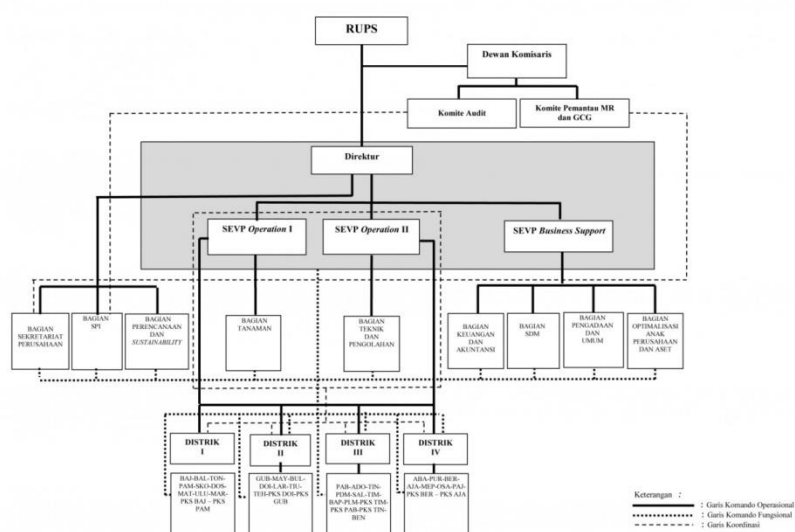 RUPS
Dewan Komisaris
Komite Audit
Komite Pemantau MR
dan GCG
Direktur
SEVP Operation I
SEVP Operation II
SEVP Business Support
BAGIAN
SEKRETARIAT
PERUSAHAAN
BAGIAN
SPI
BAGIAN
PERENCANAAN
DAN
SUSTAINABILITY
BAGIAN
TANAMAN
BAGIAN
TEKNIK
DAN
PENGOLAHAN
BAGIAN
KEUANGAN
DAN
AKUNTANSI
BAGIAN
SDM
BAGIAN
PENGADAAN
DAN
UMUM
BAGIAN
OPTIMALISASI
ANAK
PERUSAHAAN
DAN ASET
DISTRIK
I
DISTRIK
II
DISTRIK
III
DISTRIK
IV
BAJ-BAL-TON-
PAM-SKO-DOS-
MAT-ULU-MAR-
PKS BAJ – PKS
PAM
GUB-MAY-BUL-
DOI-LAR-TIU-
TEH-PKS DOI-PKS
GUB
PAB-ADO-TIN-
PDM-SAL-TIM-
BAP-PLM-PKS TIM-
PKS PAB-PKS TIN-
BEN
ABA-PUR-BER-
AJA-MEP-OSA-PAJ-
PKS BER – PKS AJA
Keterangan :
: Garis Komando Operasional
: Garis Komando Fungsional
: Garis Koordinasi